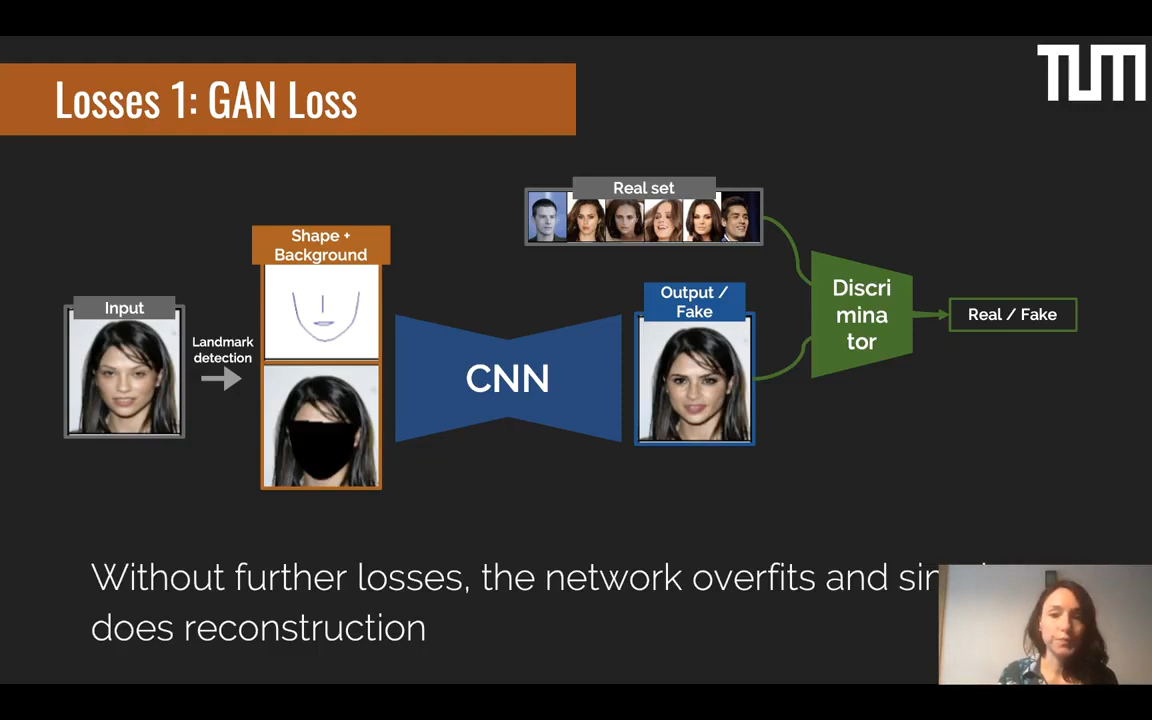 TUM
Losses 1: GAN Loss
Real set
Shape +
Background
Input
Landmark
detection
CNN
Output /
Fake
Discri
mina
tor
Real / Fake
Without further losses, the network overfits and
does reconstruction